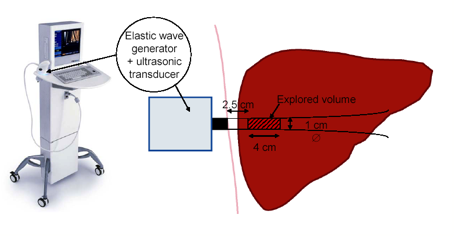 Elastic wave
generator
+ ultrasonic
transducer
2,5 cm
Explored volume
1 cm
∅
4 cm